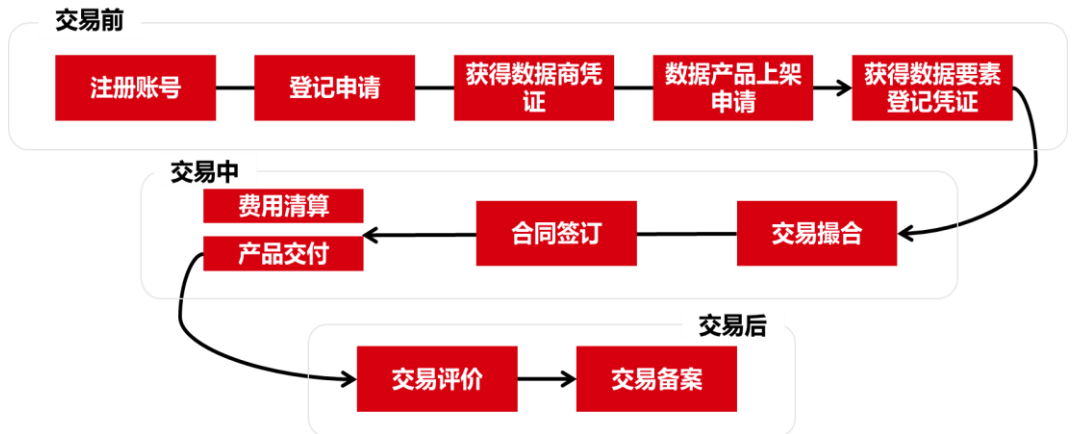 交易前
注册账号
登记申请
获得数据商凭
证
数据产品上架
申请
获得数据要素
登记凭证
交易中
费用清算
产品交付
合同签订
交易撮合
交易后
交易评价
交易备案